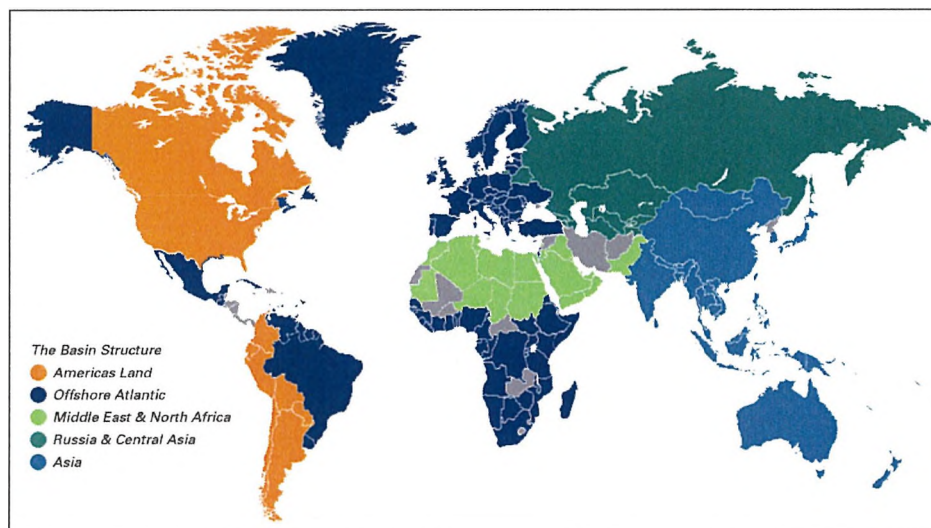 The Basin Structure
Americas Land
Offshore Atlantic
Middle East & North Africa
Russia & Central Asia
Asia